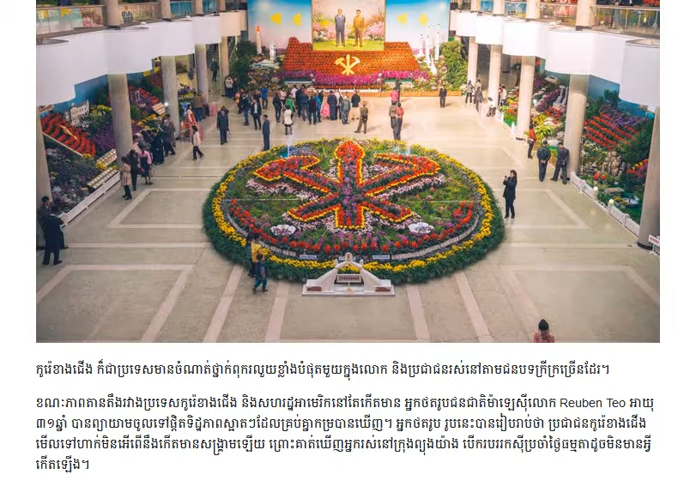 កូរ៉េខាងជើង ក៏ជាប្រទេសមានចំណាត់ថ្នាក់ពុករលួយខ្លាំងបំផុតមួយក្នុងលោក និងប្រជាជនរស់នៅតាមជនបទក្រីក្រច្រើនដែរ។
ខណៈភាពតានតឹងរវាងប្រទេសកូរ៉េខាងជើង និងសហរដ្ឋអាមេរិកនៅតែកើតមាន អ្នកថតរូបជនជាតិម៉ាឡេស៊ីលោក Reuben Teo អាយុ
៣១ឆ្នាំ បានព្យាយាមចូលទៅផ្តិតទិដ្ឋភាពស្អាតៗដែលគ្រប់គ្នាកម្របានឃើញ។ អ្នកថតរូប រូបនេះបានរៀបរាប់ថា ប្រជាជនកូរ៉េខាងជើង
មើលទៅហាក់មិនអើពើនឹងកើតមានសង្គ្រាមឡើយ ព្រោះគាត់ឃើញអ្នករស់នៅក្រុងព្យុងយ៉ាង បើករបររកស៊ីប្រចាំថ្ងៃធម្មតាដូចមិនមានអ្វី
កើតឡើង។